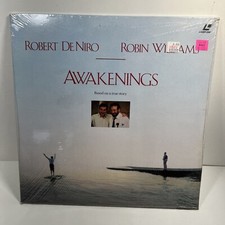 ROBERT DE NIRO ROBIN WILLIAMS
AWAKENINGS